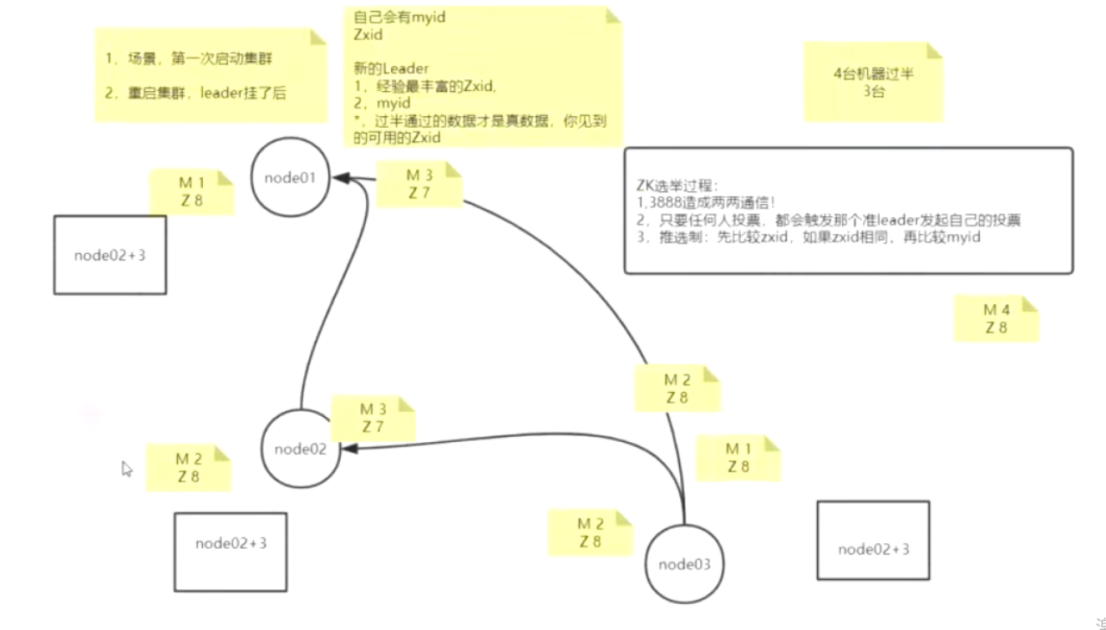 1，场景，第一次启动集群
2，重启集群，leader挂了后
自己会有myid
Zxid
新的Leader
1，经验最丰富的Zxid,
2，myid
*，过半通过的数据才是真数据，你见到
的可用的Zxid
4台机器过半
3台
node01
M 3
Z 7
M 1
Z 8
node02+3
ZK选举过程：
1,3888造成两两通信！
2，只要任何人投票，都会触发那个准leader发起自己的投票
3，推选制：先比较zxid，如果zxid相同，再比较myid
M 4
Z 8
M 2
Z 8
M 3
Z 7
node02
M 1
Z 8
M 2
Z 8
node02+3
M 2
Z 8
node03
node02+3